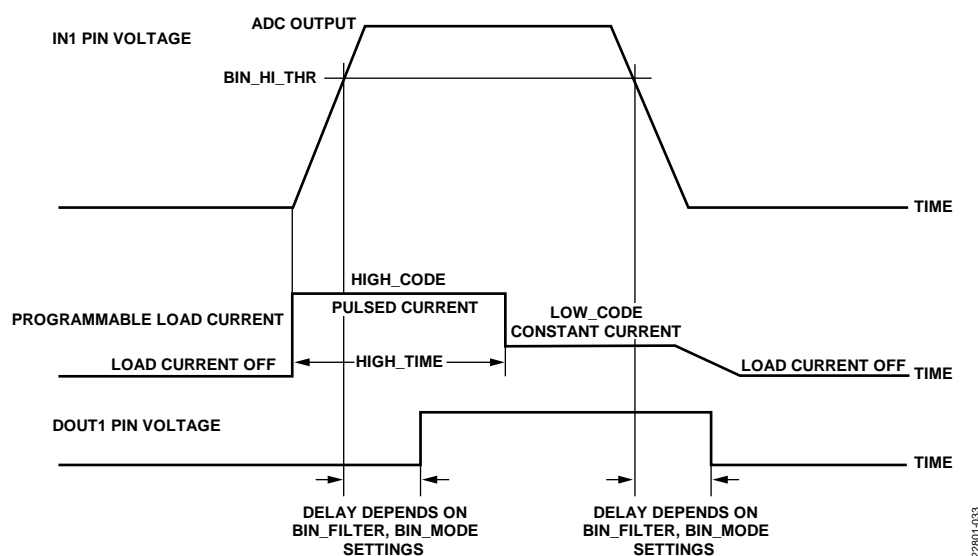 IN1 PIN VOLTAGE
ADC OUTPUT
BIN_HI_THR
TIME
PROGRAMMABLE LOAD CURRENT
HIGH_CODE
PULSED CURRENT
LOW_CODE
CONSTANT CURRENT
LOAD CURRENT OFF
HIGH_TIME
LOAD CURRENT OFF
TIME
DOUT1 PIN VOLTAGE
TIME
DELAY DEPENDS ON
BIN_FILTER, BIN_MODE
SETTINGS
DELAY DEPENDS ON
BIN_FILTER, BIN_MODE
SETTINGS
22801-033